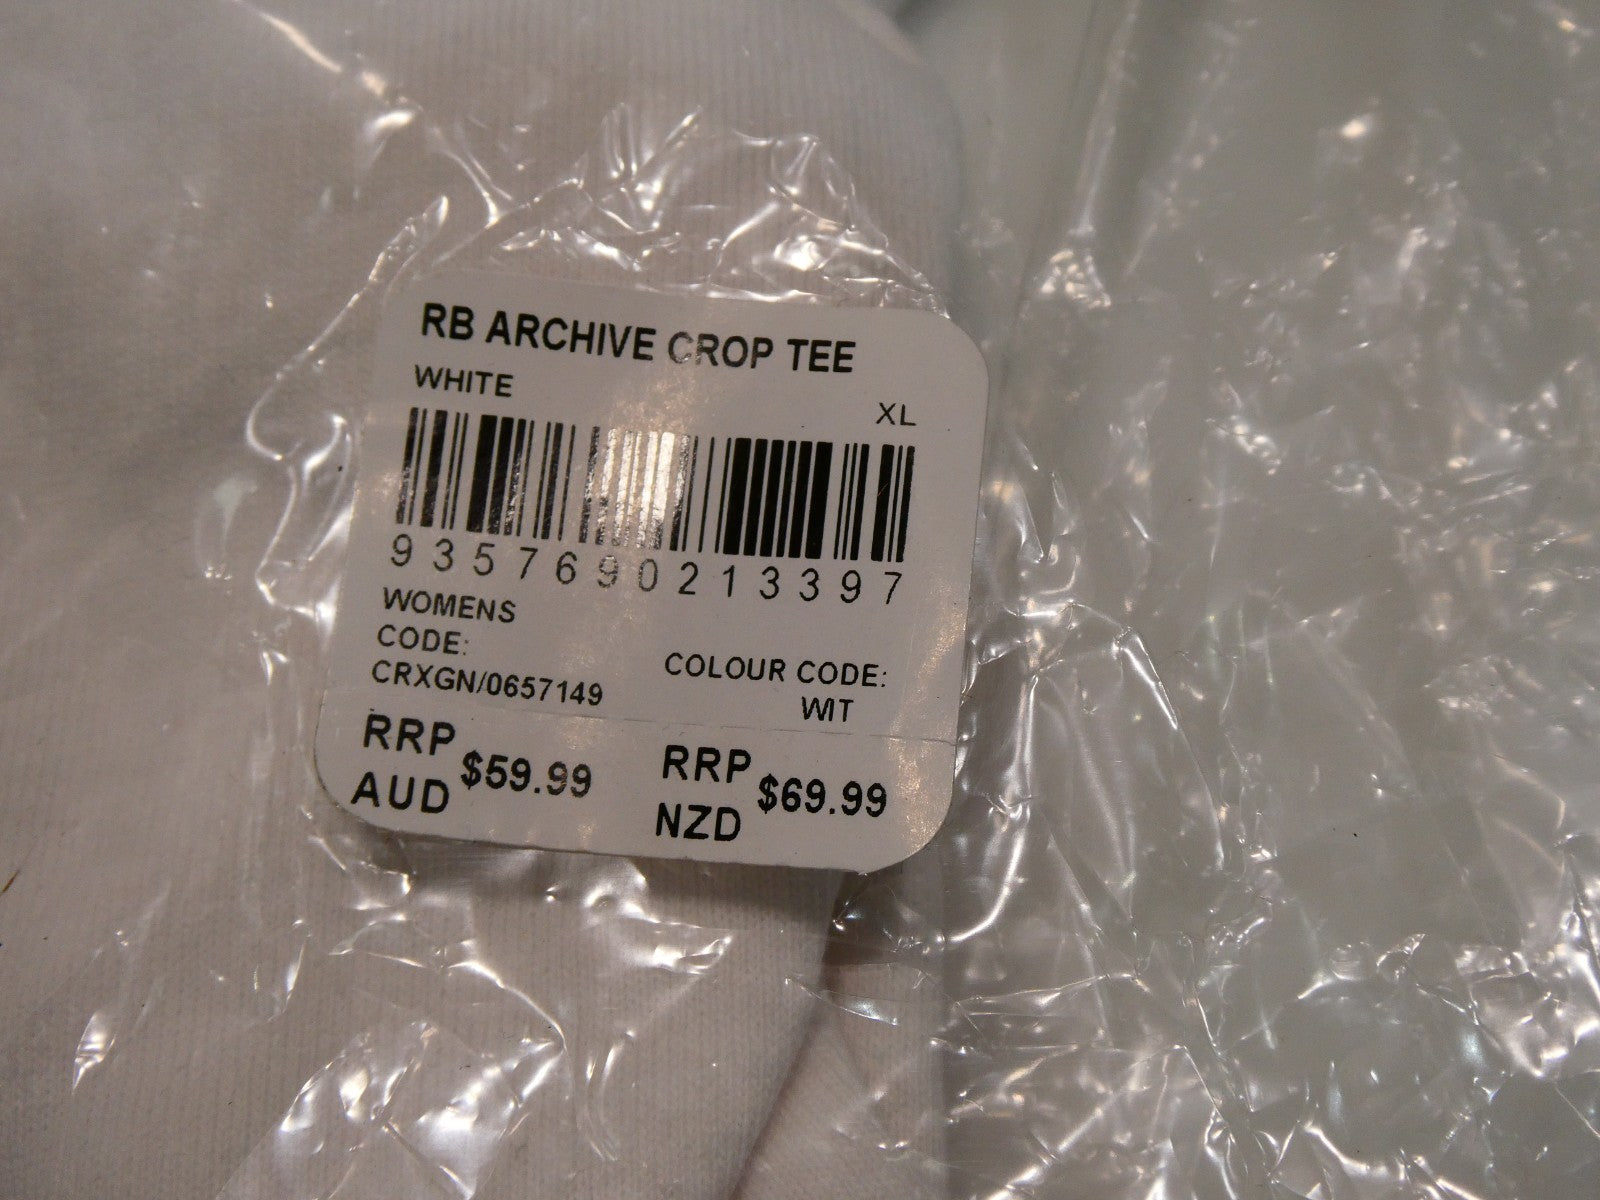 RB ARCHIVE CROP TEE
WHITE
XL
9357690213397
WOMENS
CODE:
CRXGN/0657149
COLOUR CODE:
WIT
RRP AUD $59.99
RRP NZD $69.99